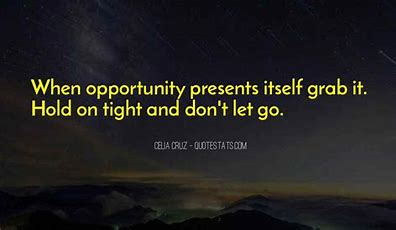 When opportunity presents itself grab it.
Hold on tight and don't let go.
CELIA CRUZ - QUOTESTATS.COM